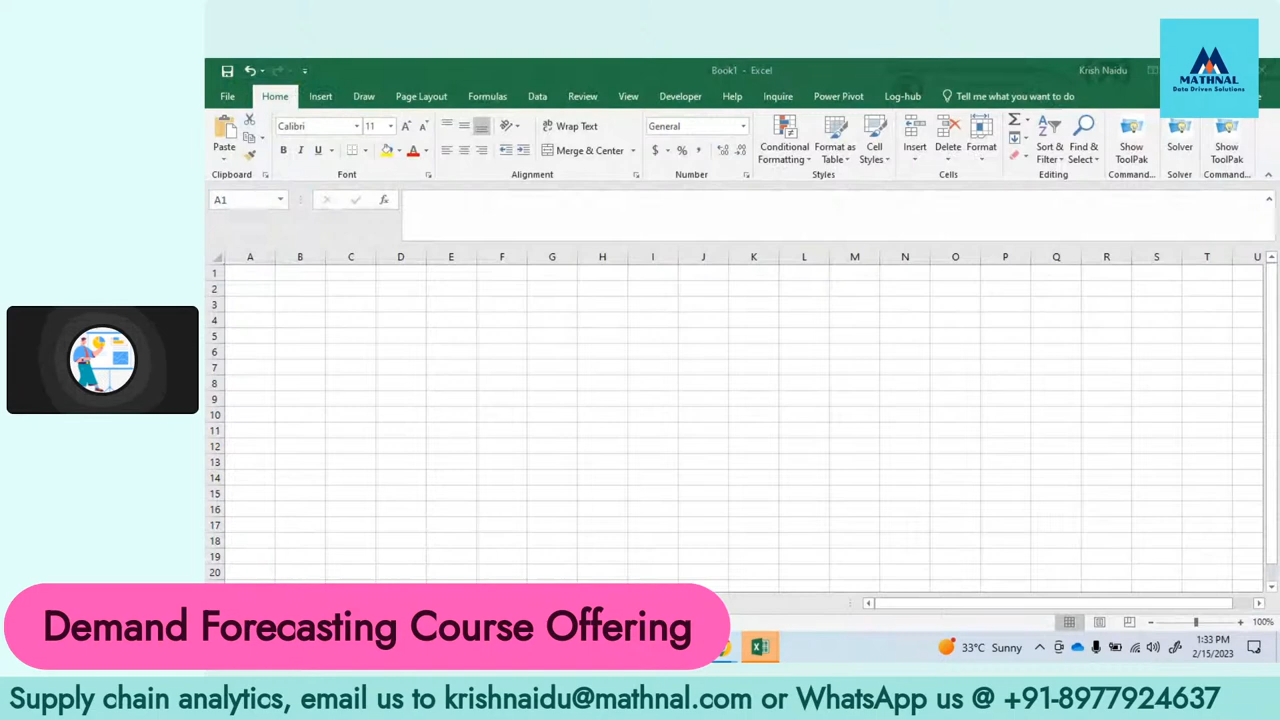 Book1 - Excel
Krish Naidu
MATHNAL
Data Driven Solutions
File Home Insert Draw Page Layout Formulas Data Review View Developer Help Inquire Power Pivot Log-hub Tell me what you want to do
Paste
Calibri 11
B I U
Wrap Text
Merge & Center
General
$ %
Conditional Formatting
Format as Table
Cell Styles
Insert Delete Format
Sort & Filter
Find & Select
Show ToolPak
Solver
Show ToolPak
Clipboard Font Alignment Number Styles Cells Editing Command... Solver Command...
A1 fx
A B C D E F G H I J K L M N O P Q R S T U
1
2
3
4
5
6
7
8
9
10
11
12
13
14
15
16
17
18
19
20
100%
Demand Forecasting Course Offering
33°C Sunny
1:33 PM
2/15/2023
Supply chain analytics, email us to krishnaidu@mathnal.com or WhatsApp us @ +91-8977924637